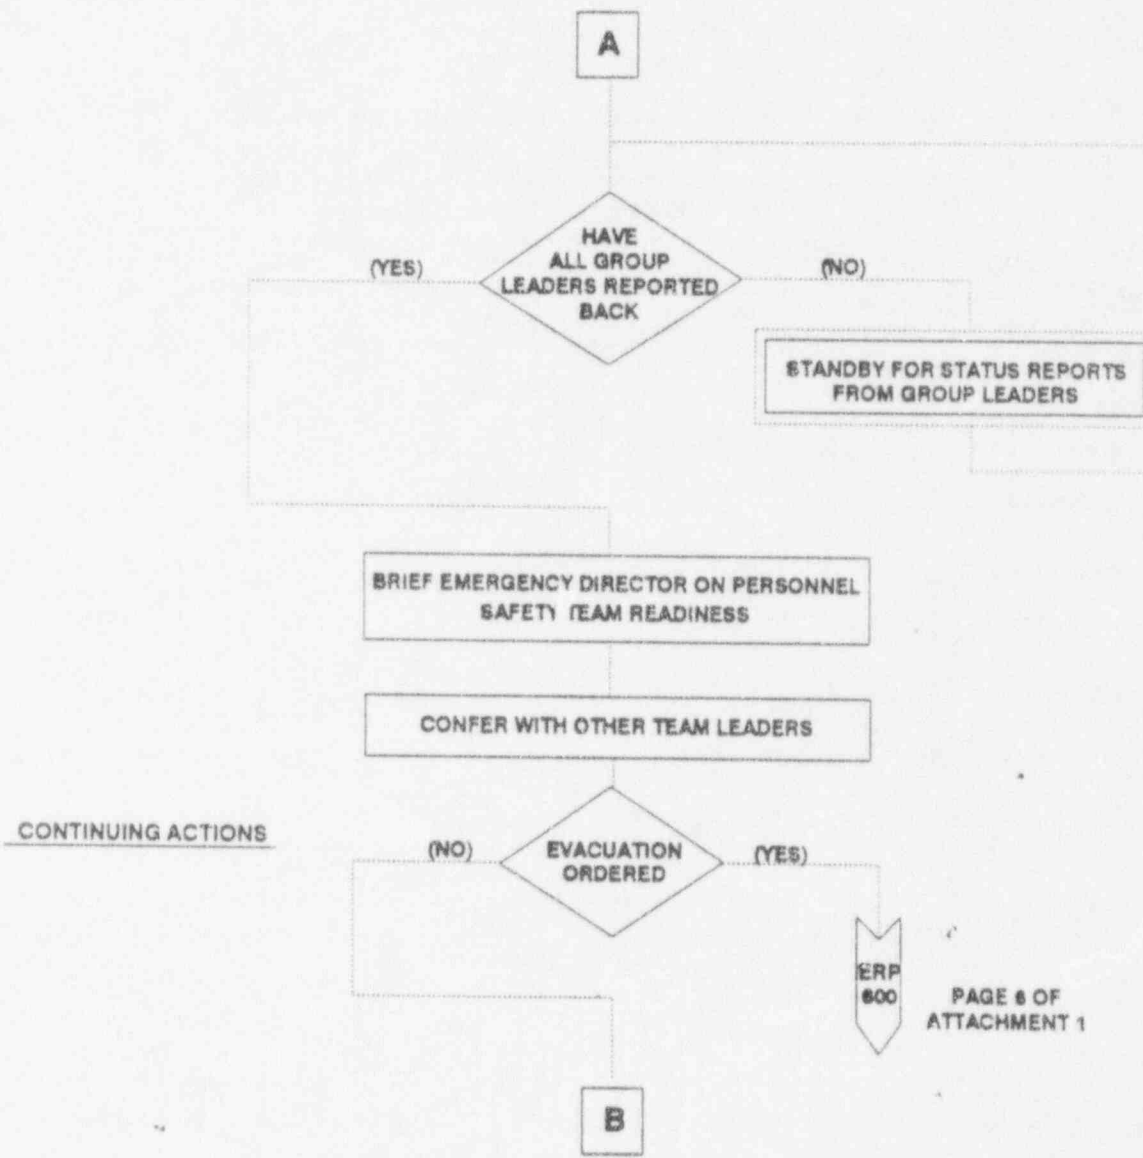 A
HAVE
ALL GROUP
LEADERS REPORTED
BACK
(YES)
(NO)
STANDBY FOR STATUS REPORTS
FROM GROUP LEADERS
BRIEF EMERGENCY DIRECTOR ON PERSONNEL
SAFETY TEAM READINESS
CONFER WITH OTHER TEAM LEADERS
CONTINUING ACTIONS
(NO)
EVACUATION
ORDERED
(YES)
ERP
600
PAGE 6 OF
ATTACHMENT 1
B